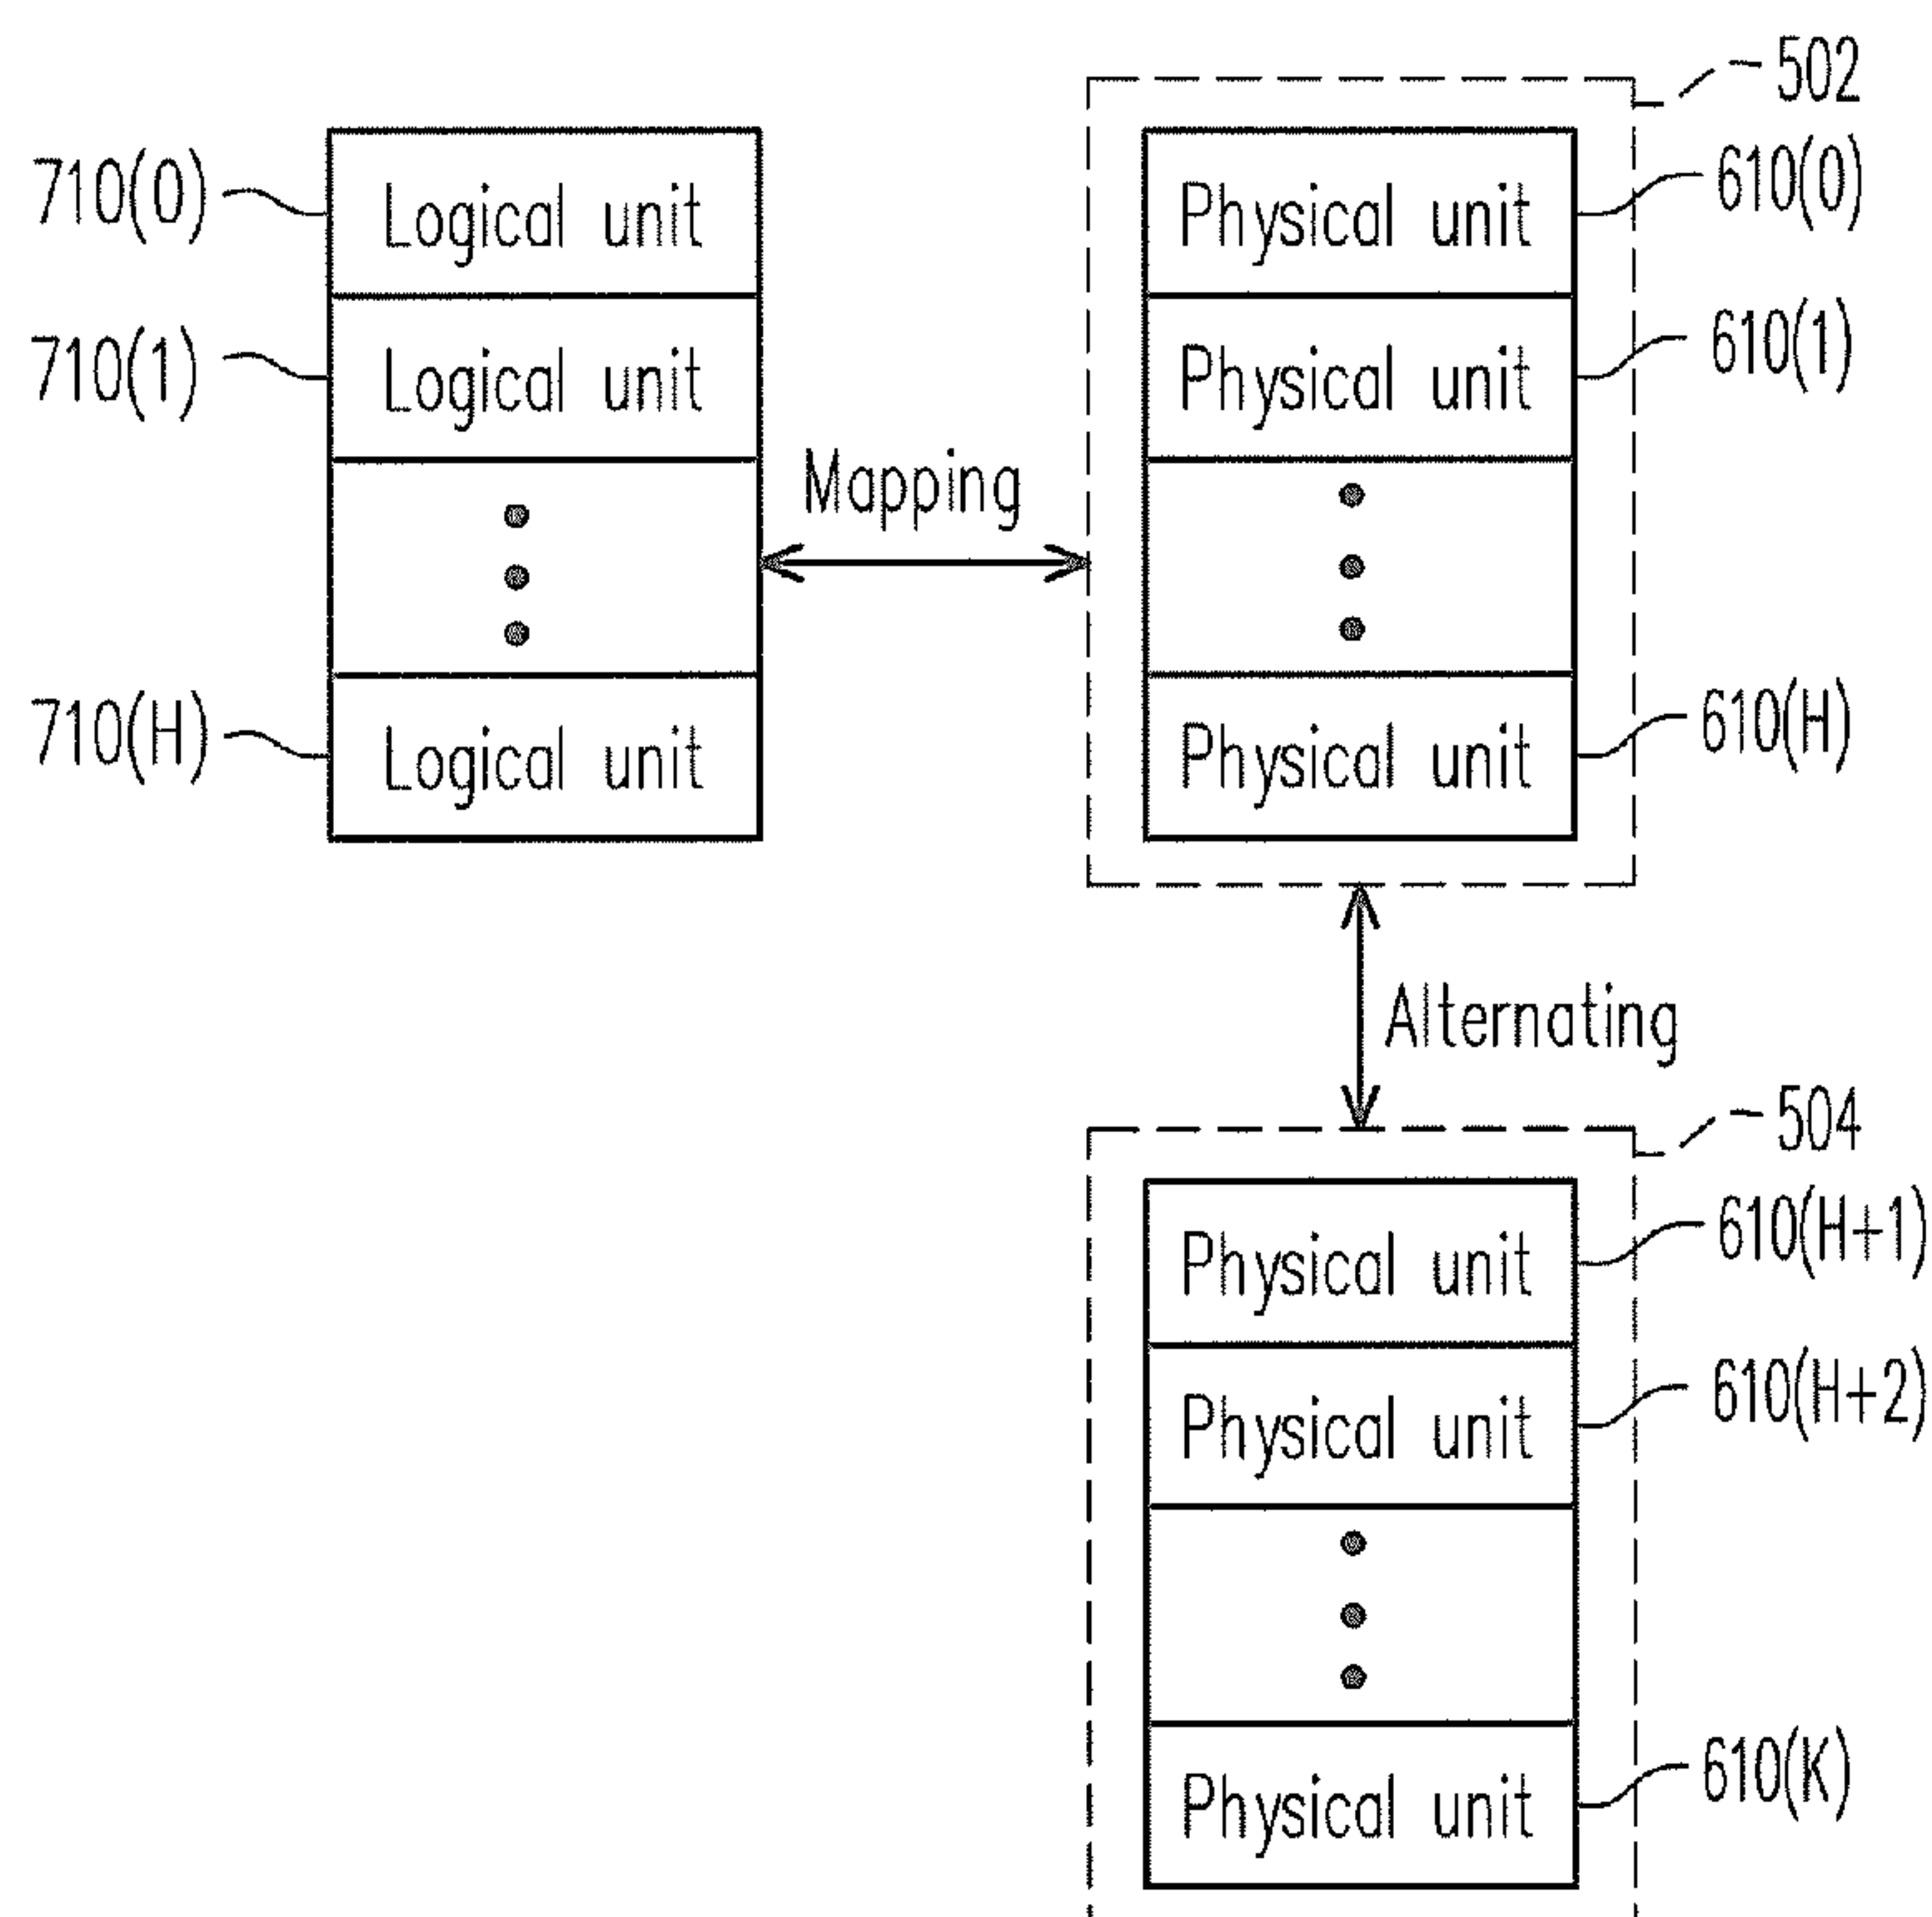 502
710(0)
Logical unit
Physical unit
610(0)
710(1)
Logical unit
Physical unit
610(1)
Mapping
710(H)
Logical unit
Physical unit
610(H)
Alternating
504
Physical unit
610(H+1)
Physical unit
610(H+2)
Physical unit
610(K)